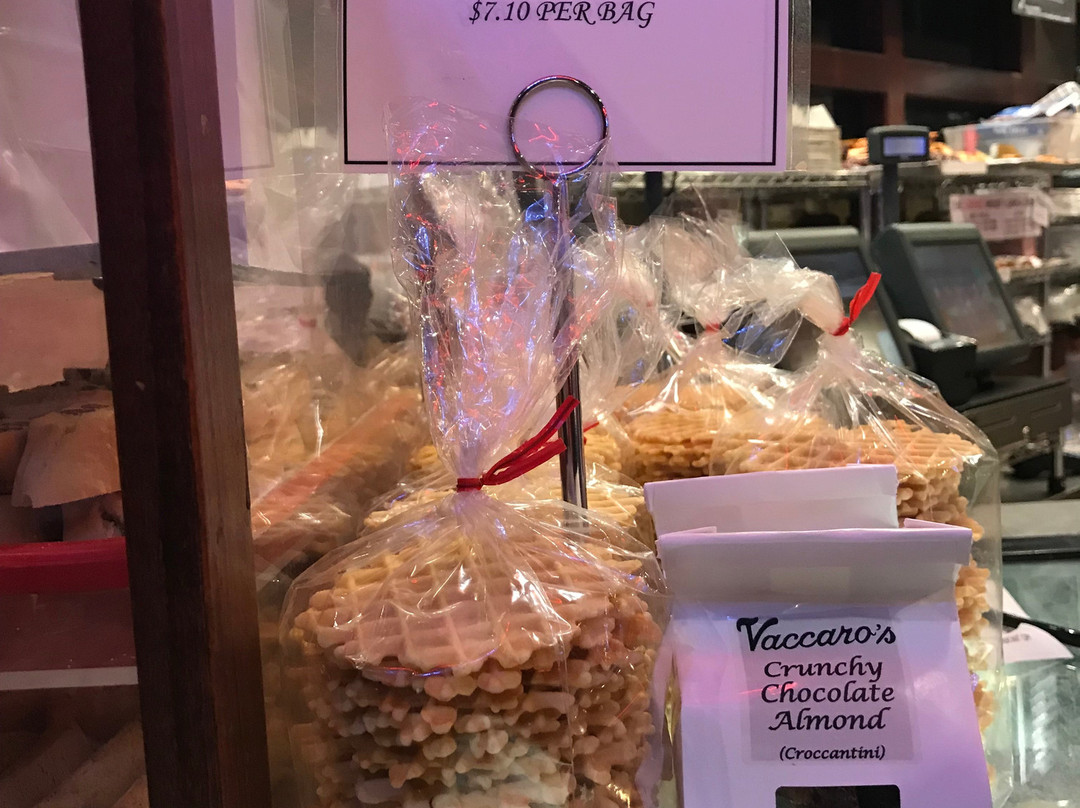 $7.10 PER BAG
Vaccaro's
Crunchy
Chocolate
Almond
(Croccantini)